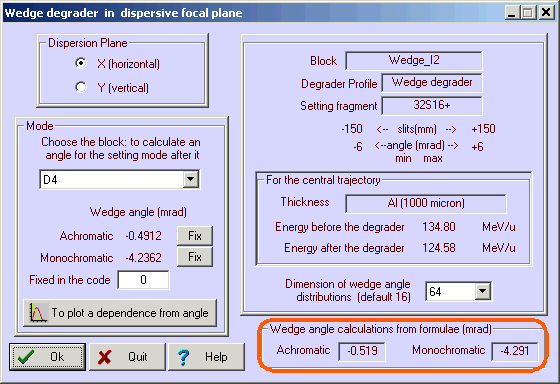 Wedge degrader in dispersive focal plane
Dispersion Plane
X (horizontal)
Y (vertical)
Mode
Choose the block: to calculate an
angle for the setting mode after it
D4
Wedge angle (mrad)
Achromatic -0.4912 Fix
Monochromatic -4.2362 Fix
Fixed in the code 0
To plot a dependence from angle
Ok Quit ? Help
Block Wedge_I2
Degrader Profile Wedge degrader
Setting fragment 32S16+
-150 <-- slits(mm) --> +150
-6 <--angle (mrad) --> +6
min max
For the central trajectory
Thickness Al (1000 micron)
Energy before the degrader 134.80 MeV/u
Energy after the degrader 124.58 MeV/u
Dimension of wedge angle
distributions (default 16) 64
Wedge angle calculations from formulae (mrad)
Achromatic -0.519 Monochromatic -4.291